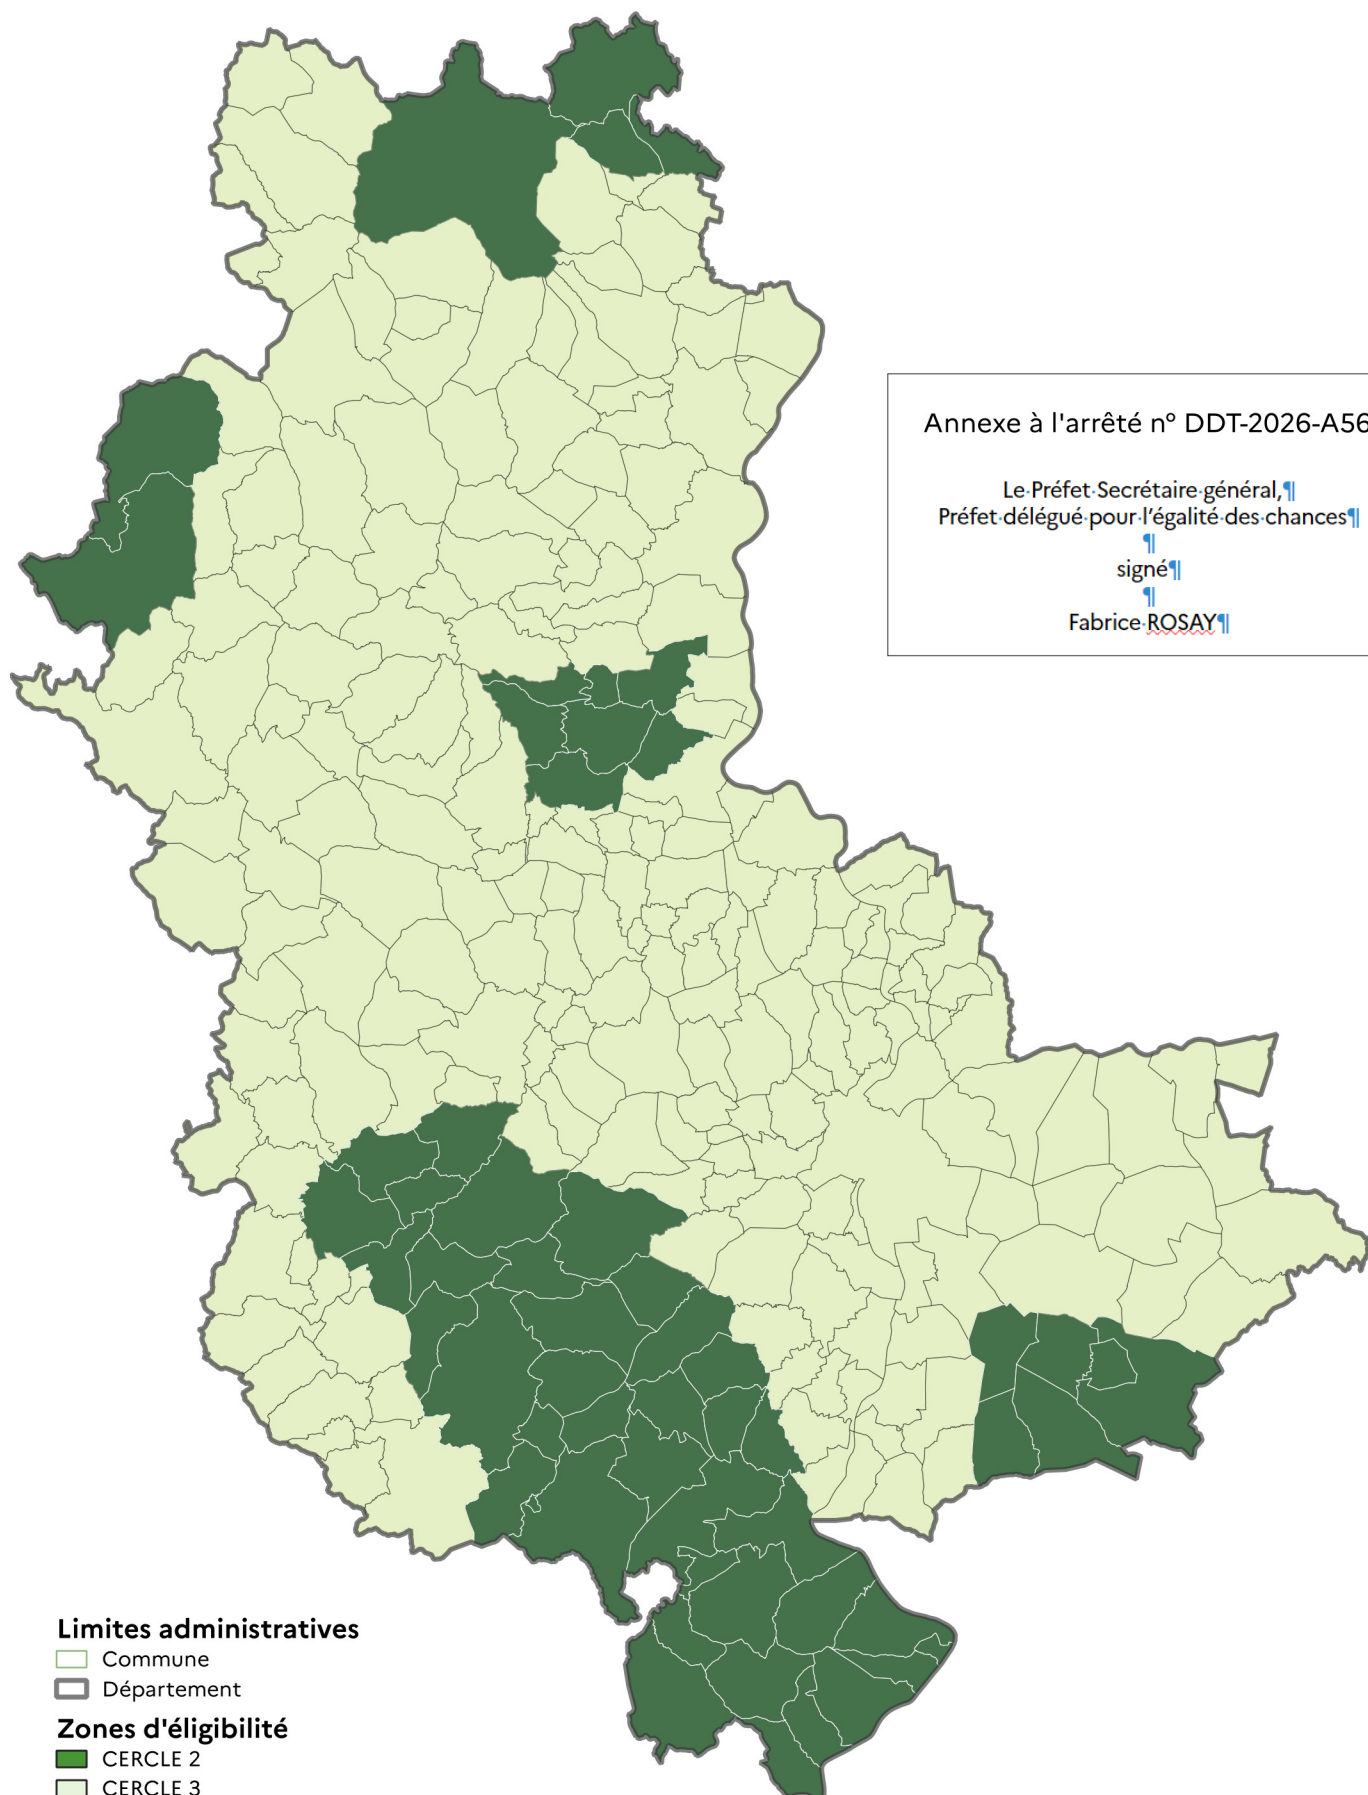 Annexe à l'arrêté n° DDT-2026-A56
Le·Préfet·Secrétaire·général,¶
Préfet·délégué·pour·l'égalité·des·chances¶
¶
signé¶
¶
Fabrice·ROSAY¶
Limites administratives
Commune
Département
Zones d'éligibilité
CERCLE 2
CERCLE 3